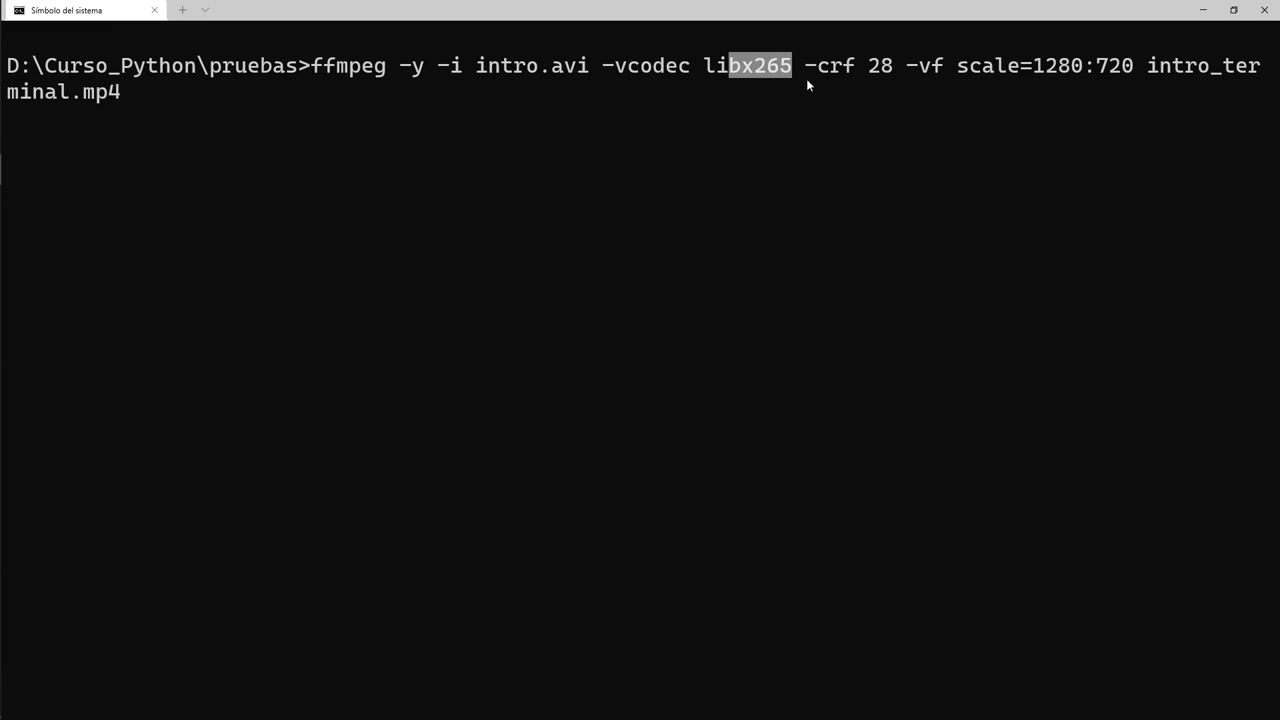 Símbolo del sistema
D:\Curso_Python\pruebas>ffmpeg -y -i intro.avi -vcodec libx265 -crf 28 -vf scale=1280:720 intro_ter
minal.mp4